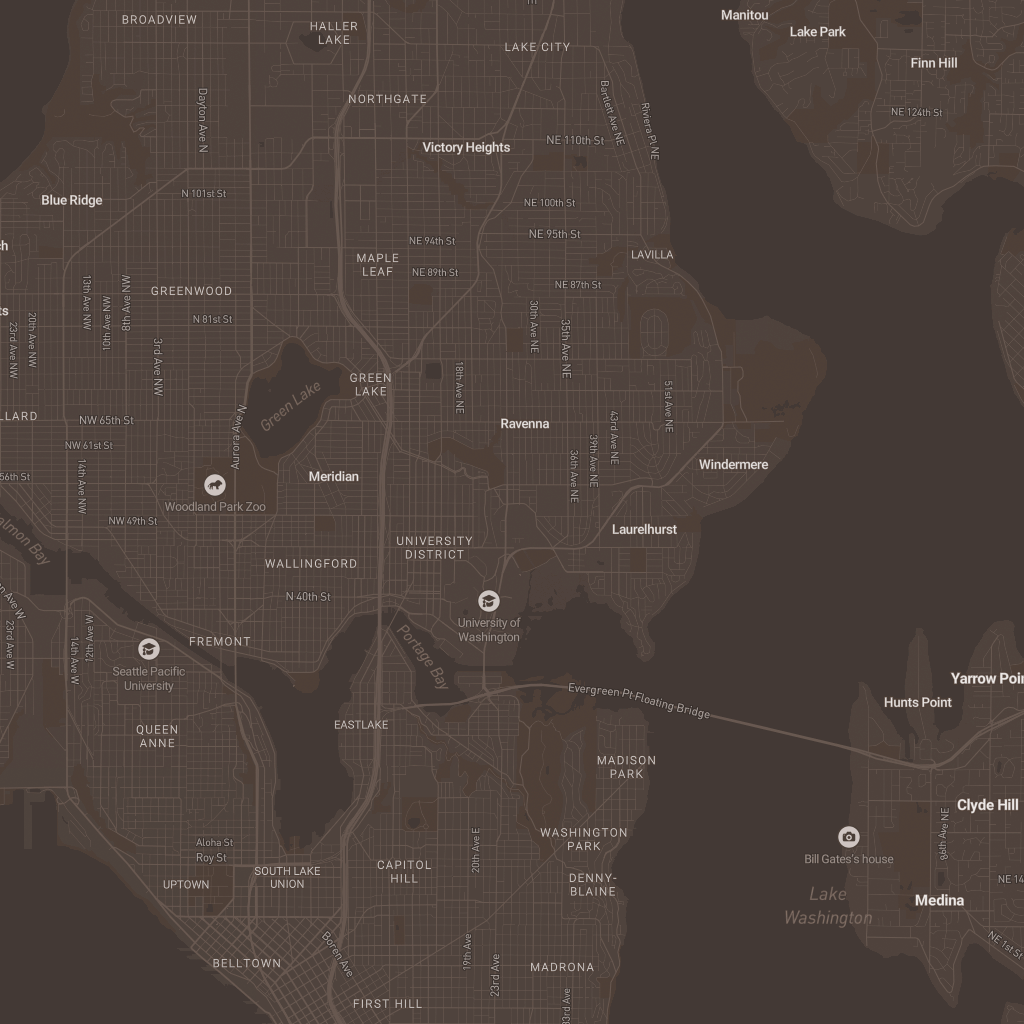 BROADVIEW
HALLER
LAKE
LAKE CITY
Manitou
Lake Park
Finn Hill
NORTHGATE
Dayton Ave N
Bartlett Ave NE
Riviera Pl NE
NE 124th St
Victory Heights
NE 110th St
Blue Ridge
N 101st St
NE 100th St
NE 95th St
NE 94th St
LAVILLA
MAPLE
LEAF
NE 89th St
NE 87th St
GREENWOOD
13th Ave NW
10th Ave NW
8th Ave NW
N 81st St
20th Ave NW
23rd Ave NW
3rd Ave NW
30th Ave NE
35th Ave NE
GREEN
LAKE
Green Lake
18th Ave NE
51st Ave NE
LLARD
NW 65th St
Aurora Ave N
Ravenna
43rd Ave NE
39th Ave NE
36th Ave NE
NW 61st St
56th St
14th Ave NW
Meridian
Windermere
Woodland Park Zoo
NW 49th St
almon Bay
Laurelhurst
UNIVERSITY
DISTRICT
WALLINGFORD
N 40th St
n Ave W
23rd Ave W
14th Ave W
12th Ave W
University of
Washington
FREMONT
Portage Bay
Seattle Pacific
University
Evergreen Pt Floating Bridge
Yarrow Poin
Hunts Point
EASTLAKE
QUEEN
ANNE
MADISON
PARK
Clyde Hill
86th Ave NE
Aloha St
Roy St
20th Ave E
WASHINGTON
PARK
Bill Gates's house
SOUTH LAKE
UNION
CAPITOL
HILL
UPTOWN
DENNY-
BLAINE
NE 14
Lake
Washington
Medina
Boren Ave
19th Ave
23rd Ave
NE 1st St
BELLTOWN
MADRONA
FIRST HILL
33rd Ave